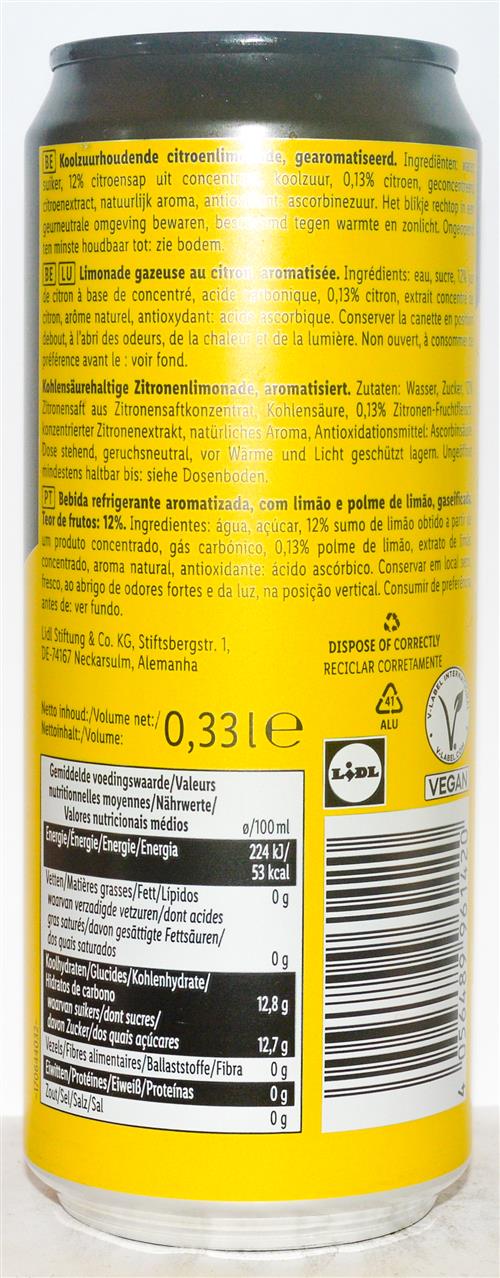 BE Koolzuurhoudende citroenlimonade, gearomatiseerd. Ingrediënten:
suiker, 12% citroensap uit concentraat, koolzuur, 0,13% citroen, geconcentreerd
citroenextract, natuurlijk aroma, antioxidant: ascorbinezuur. Het blikje rechtop in een
geurneutrale omgeving bewaren, beschermd tegen warmte en zonlicht. Ongeopend
ten minste houdbaar tot: zie bodem.
BE LU Limonade gazeuse au citron, aromatisée. Ingrédients: eau, sucre, 12%
de citron à base de concentré, acide carbonique, 0,13% citron, extrait concentré de
citron, arôme naturel, antioxydant: acide ascorbique. Conserver la canette en position
debout, à l'abri des odeurs, de la chaleur et de la lumière. Non ouvert, à consommer de
préférence avant le : voir fond.
Kohlensäurehaltige Zitronenlimonade, aromatisiert. Zutaten: Wasser, Zucker, 12%
Zitronensaft aus Zitronensaftkonzentrat, Kohlensäure, 0,13% Zitronen-Fruchtfleisch,
konzentrierter Zitronenextrakt, natürliches Aroma, Antioxidationsmittel: Ascorbinsäure.
Dose stehend, geruchsneutral, vor Wärme und Licht geschützt lagern. Ungeöffnet
mindestens haltbar bis: siehe Dosenboden.
PT Bebida refrigerante aromatizada, com limão e polme de limão, gaseificada.
Teor de frutos: 12%. Ingredientes: água, açúcar, 12% sumo de limão obtido a partir de
um produto concentrado, gás carbónico, 0,13% polme de limão, extrato de limão
concentrado, aroma natural, antioxidante: ácido ascórbico. Conservar em local seco,
fresco, ao abrigo de odores fortes e da luz, na posição vertical. Consumir de preferência
antes de: ver fundo.
Lidl Stiftung & Co. KG, Stiftsbergstr. 1,
DE-74167 Neckarsulm, Alemanha
DISPOSE OF CORRECTLY
RECICLAR CORRETAMENTE
41
ALU
V-LABEL INTERNATIONAL
V-LABEL.COM
VEGAN
LIDL
Netto inhoud:/Volume net:/
Nettoinhalt:/Volume:
0,33 l e
Gemiddelde voedingswaarde/Valeurs
nutritionnelles moyennes/Nährwerte/
Valores nutricionais médios
ø/100 ml
Energie/Énergie/Energie/Energia 224 kJ/
53 kcal
Vetten/Matières grasses/Fett/Lípidos 0 g
waarvan verzadigde vetzuren/dont acides
gras saturés/davon gesättigte Fettsäuren/
dos quais saturados 0 g
Koolhydraten/Glucides/Kohlenhydrate/
Hidratos de carbono 12,8 g
waarvan suikers/dont sucres/
davon Zucker/dos quais açúcares 12,7 g
Vezels/Fibres alimentaires/Ballaststoffe/Fibra 0 g
Eiwitten/Protéines/Eiweiß/Proteínas 0 g
Zout/Sel/Salz/Sal 0 g
4 056489 961420